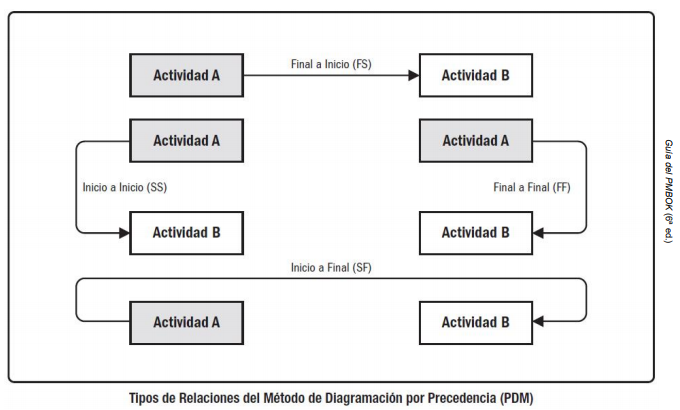 Final a Inicio (FS)
Actividad A
Actividad B
Actividad A
Actividad A
Inicio a Inicio (SS)
Final a Final (FF)
Actividad B
Actividad B
Inicio a Final (SF)
Actividad A
Actividad B
Tipos de Relaciones del Método de Diagramación por Precedencia (PDM)
Guía del PMBOK (6ª ed.)